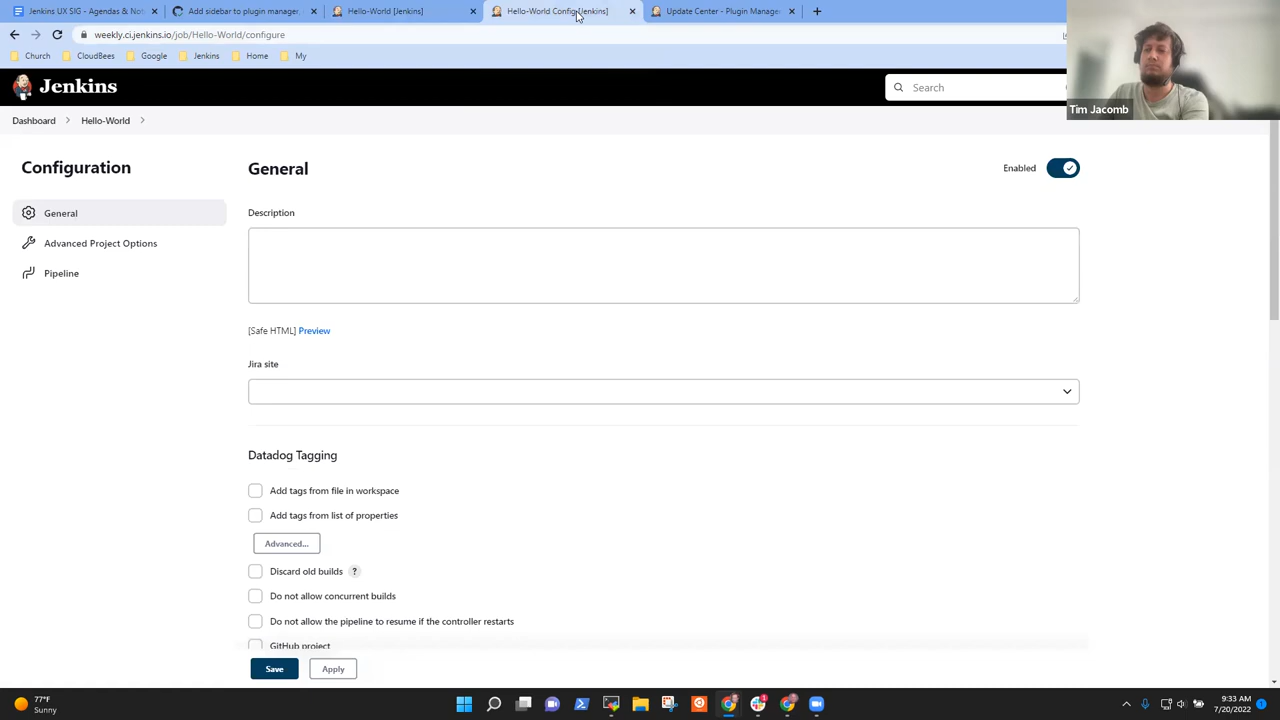 Jenkins UX SIG - Agendas & Not
Add sidebar to plugin manager.
Hello-World [Jenkins]
Hello-World Config [Jenkins]
Update Center - Plugin Manage
weekly.ci.jenkins.io/job/Hello-World/configure
Church
CloudBees
Google
Jenkins
Home
My
Jenkins
Search
Tim Jacomb
Dashboard
Hello-World
Configuration
General
Advanced Project Options
Pipeline
General
Enabled
Description
[Safe HTML] Preview
Jira site
Datadog Tagging
Add tags from file in workspace
Add tags from list of properties
Advanced...
Discard old builds ?
Do not allow concurrent builds
Do not allow the pipeline to resume if the controller restarts
GitHub project
Save
Apply
77°F
Sunny
9:33 AM
7/20/2022